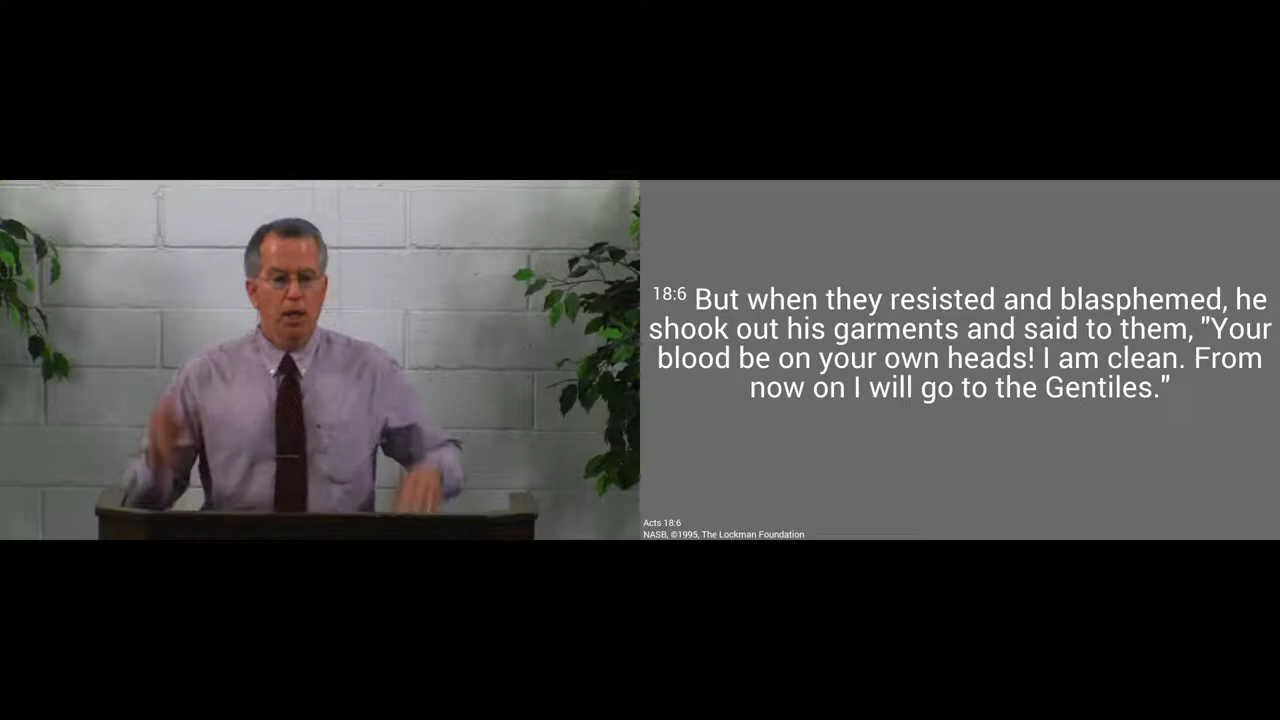 18:6 But when they resisted and blasphemed, he
shook out his garments and said to them, "Your
blood be on your own heads! I am clean. From
now on I will go to the Gentiles."
Acts 18:6
NASB, ©1995, The Lockman Foundation